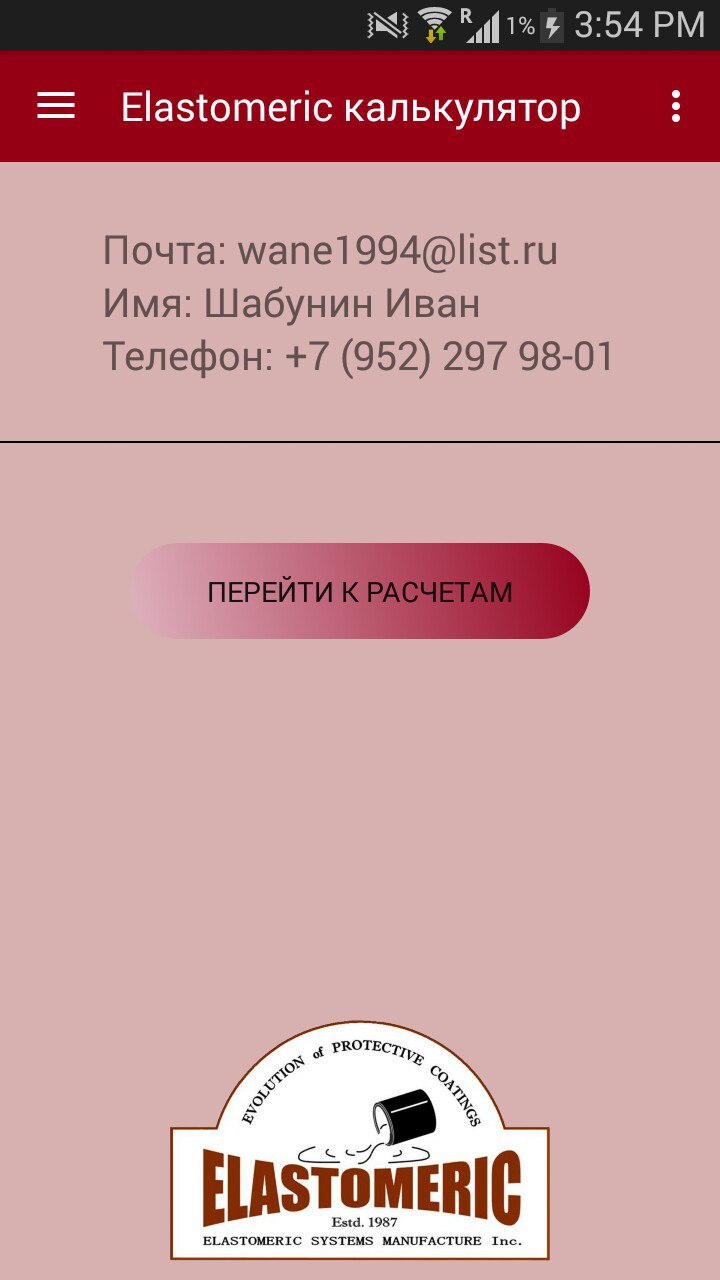 R 1% 3:54 PM
Elastomeric калькулятор
Почта: wane1994@list.ru
Имя: Шабунин Иван
Телефон: +7 (952) 297 98-01
ПЕРЕЙТИ К РАСЧЕТАМ
EVOLUTION of PROTECTIVE COATINGS
ELASTOMERIC
Estd. 1987
ELASTOMERIC SYSTEMS MANUFACTURE Inc.